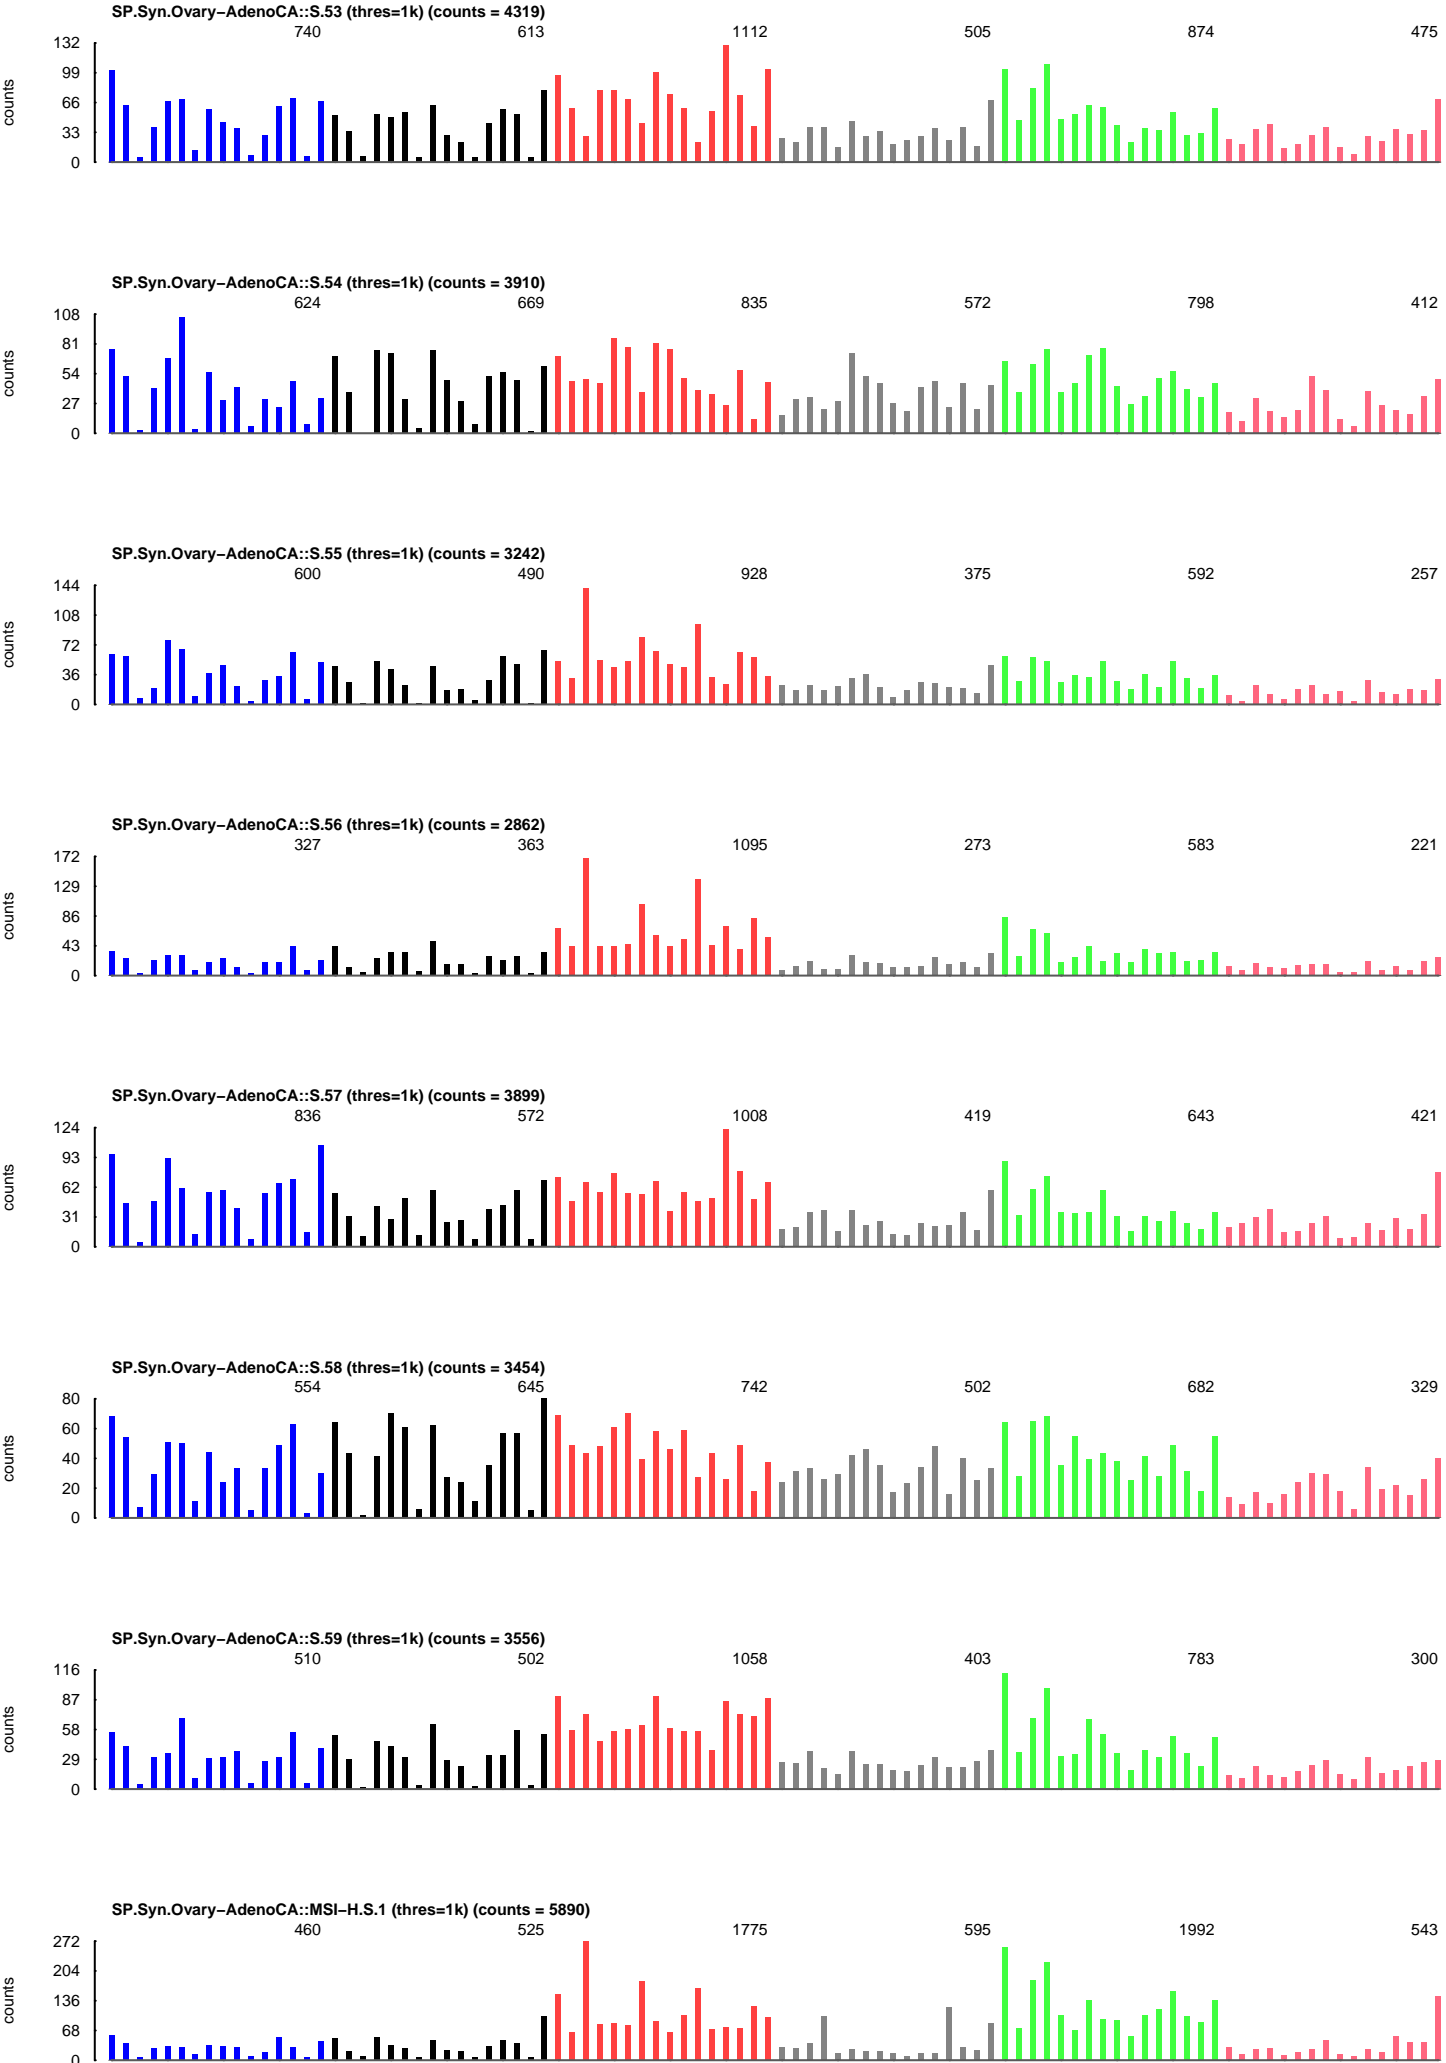 SP.Syn.Ovary−AdenoCA::S.53 (thres=1k) (counts = 4319)
740 613 1112 505 874 475
132
99
66
33
0
counts
SP.Syn.Ovary−AdenoCA::S.54 (thres=1k) (counts = 3910)
624 669 835 572 798 412
108
81
54
27
0
counts
SP.Syn.Ovary−AdenoCA::S.55 (thres=1k) (counts = 3242)
600 490 928 375 592 257
144
108
72
36
0
counts
SP.Syn.Ovary−AdenoCA::S.56 (thres=1k) (counts = 2862)
327 363 1095 273 583 221
172
129
86
43
0
counts
SP.Syn.Ovary−AdenoCA::S.57 (thres=1k) (counts = 3899)
836 572 1008 419 643 421
124
93
62
31
0
counts
SP.Syn.Ovary−AdenoCA::S.58 (thres=1k) (counts = 3454)
554 645 742 502 682 329
80
60
40
20
0
counts
SP.Syn.Ovary−AdenoCA::S.59 (thres=1k) (counts = 3556)
510 502 1058 403 783 300
116
87
58
29
0
counts
SP.Syn.Ovary−AdenoCA::MSI−H.S.1 (thres=1k) (counts = 5890)
460 525 1775 595 1992 543
272
204
136
68
0
counts